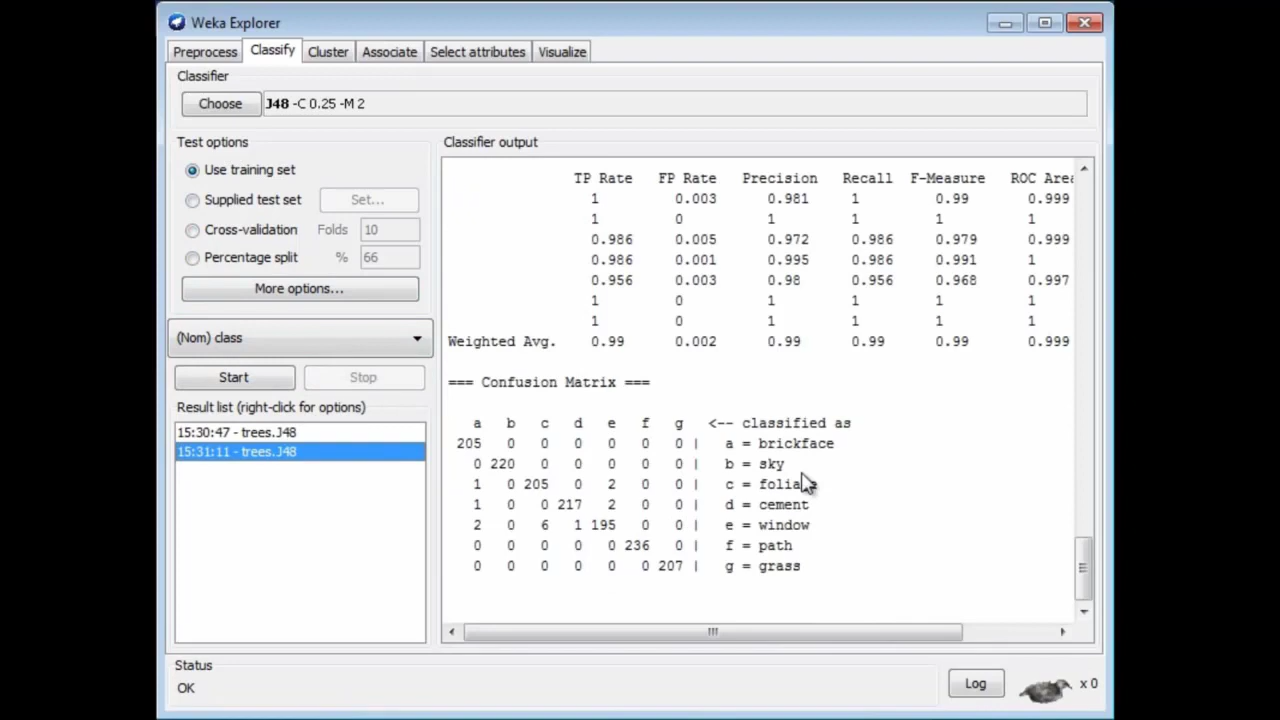 Weka Explorer
Preprocess Classify Cluster Associate Select attributes Visualize
Classifier
Choose J48 -C 0.25 -M 2
Test options
Use training set
Supplied test set Set...
Cross-validation Folds 10
Percentage split % 66
More options...
(Nom) class
Start Stop
Result list (right-click for options)
15:30:47 - trees.J48
15:31:11 - trees.J48
Classifier output
TP Rate FP Rate Precision Recall F-Measure ROC Area
1 0.003 0.981 1 0.99 0.999
1 0 1 1 1 1
0.986 0.005 0.972 0.986 0.979 0.999
0.986 0.001 0.995 0.986 0.991 1
0.956 0.003 0.98 0.956 0.968 0.997
1 0 1 1 1 1
1 0 1 1 1 1
Weighted Avg. 0.99 0.002 0.99 0.99 0.99 0.999
=== Confusion Matrix ===
a b c d e f g <-- classified as
205 0 0 0 0 0 0 | a = brickface
0 220 0 0 0 0 0 | b = sky
1 0 205 0 2 0 0 | c = foliage
1 0 0 217 2 0 0 | d = cement
2 0 6 1 195 0 0 | e = window
0 0 0 0 0 236 0 | f = path
0 0 0 0 0 0 207 | g = grass
Status
OK
Log
x 0